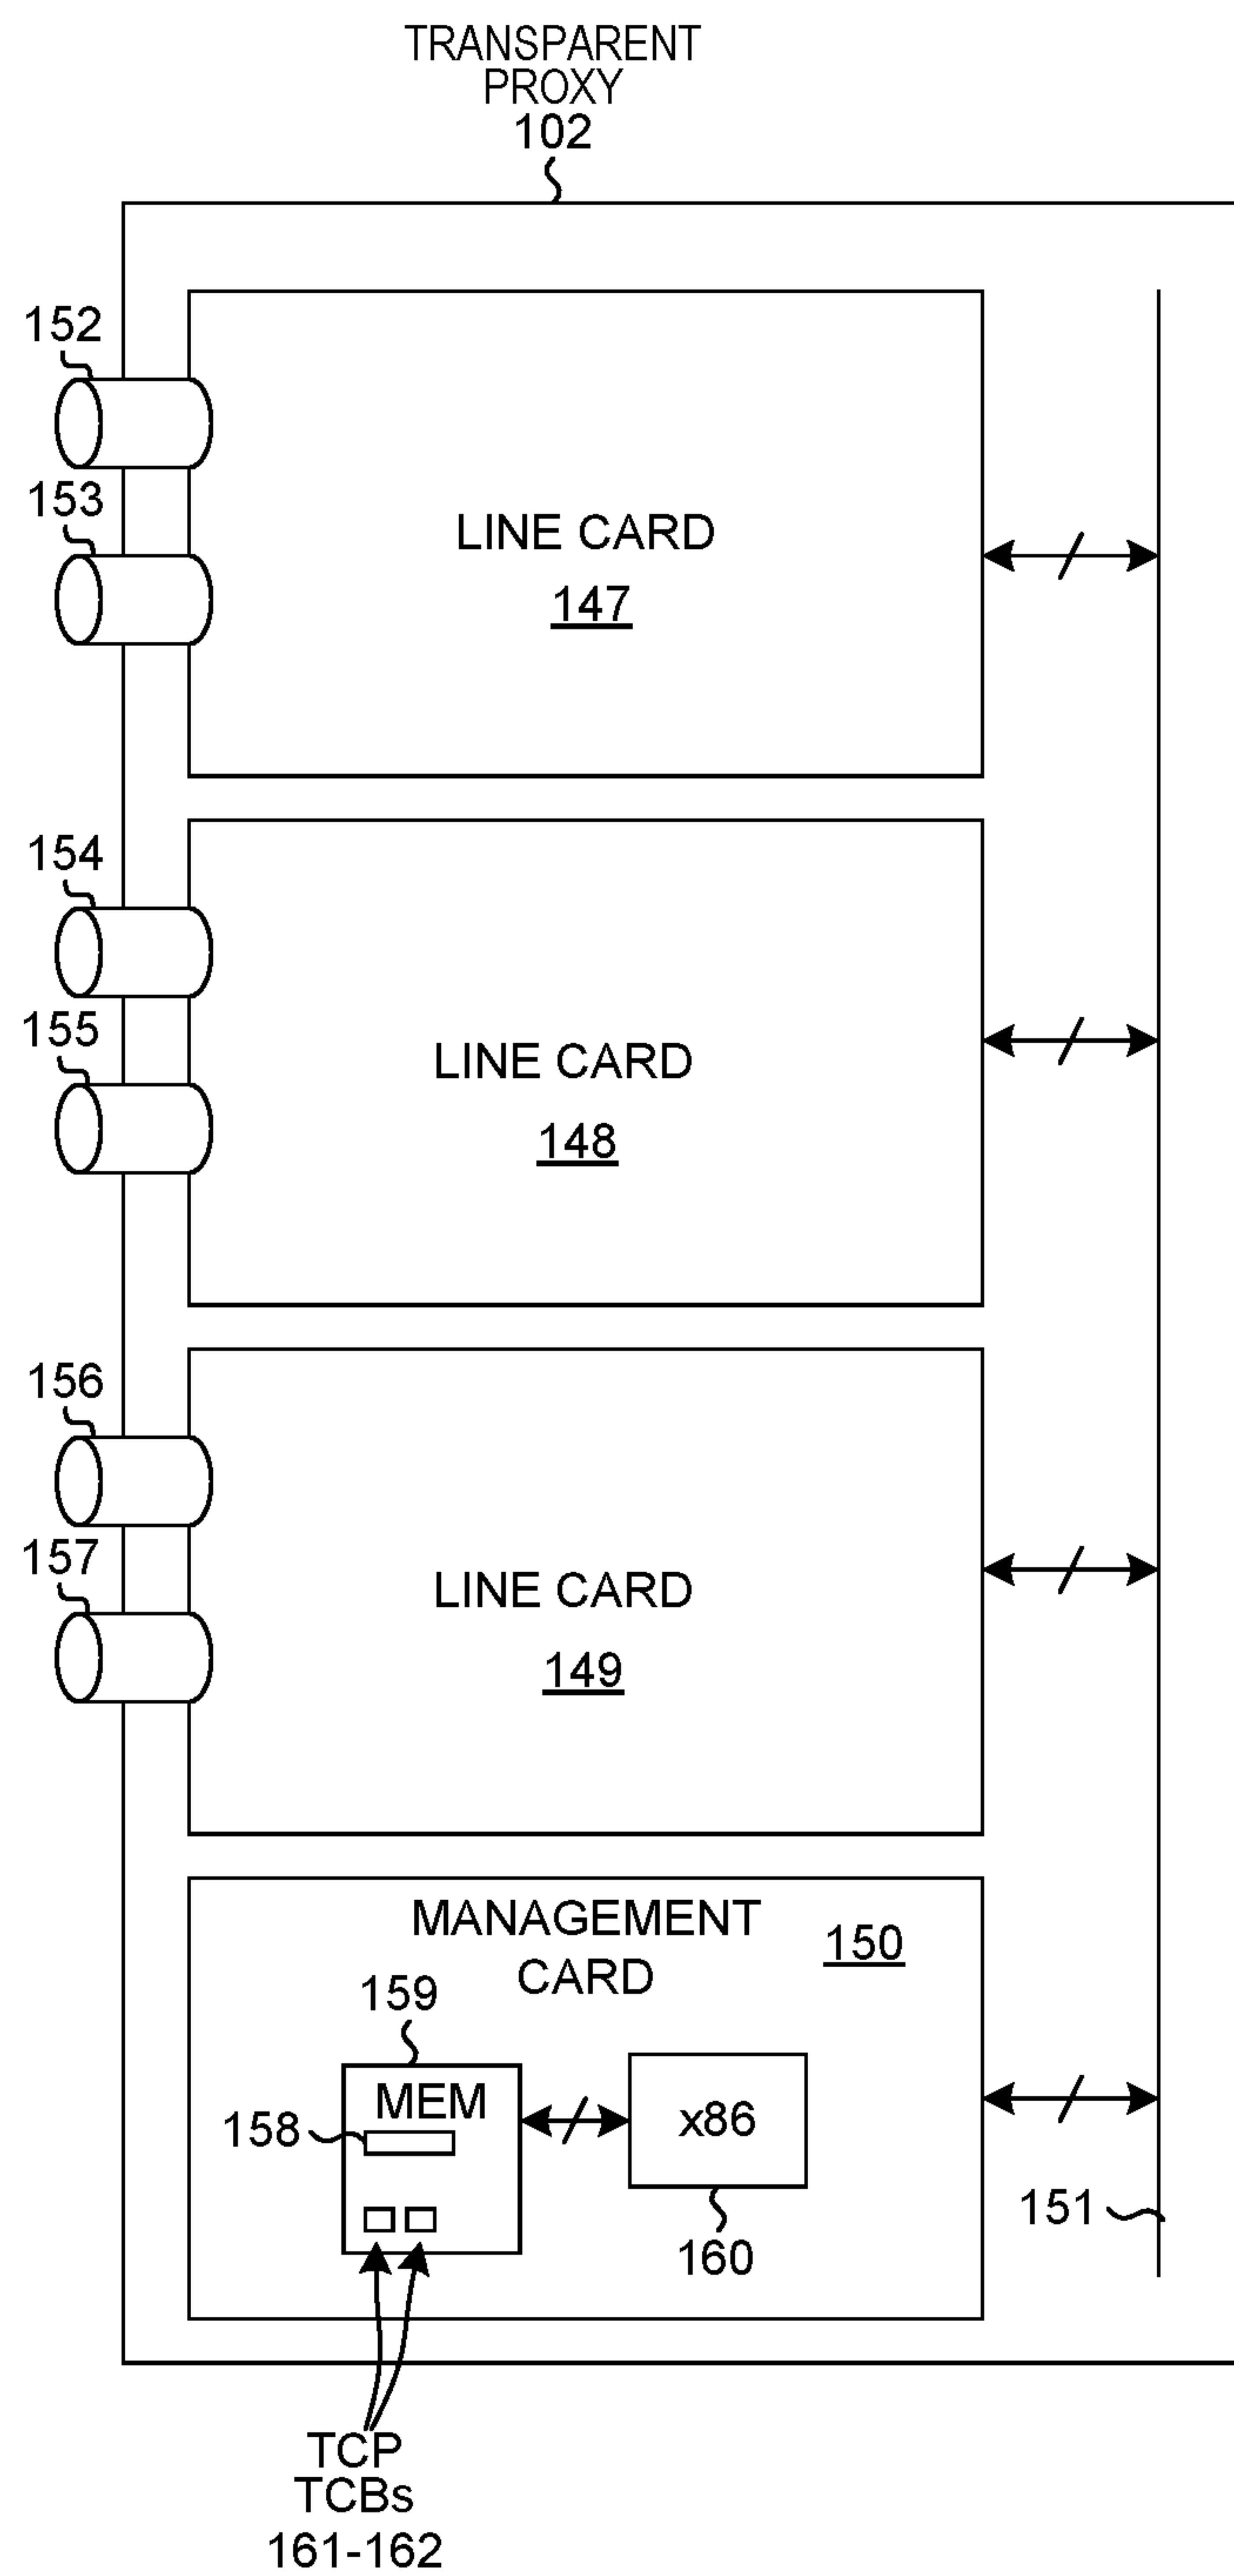 TRANSPARENT
PROXY
102
152
153
LINE CARD
147
154
155
LINE CARD
148
156
157
LINE CARD
149
MANAGEMENT
CARD
150
159
MEM
158
x86
160
151
TCP
TCBs
161-162